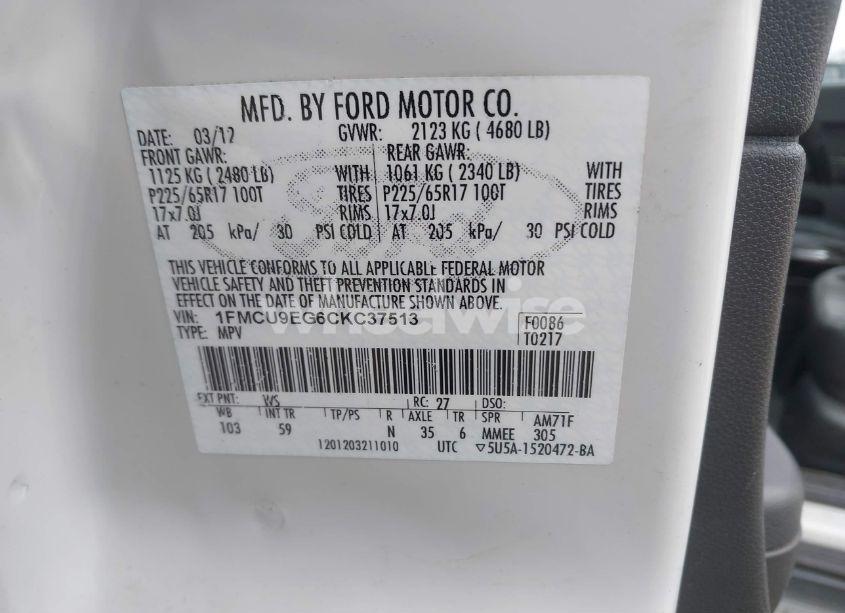 MFD. BY FORD MOTOR CO.
DATE: 03/12 GVWR: 2123 KG ( 4680 LB)
FRONT GAWR: REAR GAWR:
1125 KG ( 2480 LB) WITH 1061 KG ( 2340 LB) WITH
P225/65R17 100T TIRES P225/65R17 100T TIRES
17x7.0J RIMS 17x7.0J RIMS
AT 205 kPa/ 30 PSI COLD AT 205 kPa/ 30 PSI COLD
THIS VEHICLE CONFORMS TO ALL APPLICABLE FEDERAL MOTOR
VEHICLE SAFETY AND THEFT PREVENTION STANDARDS IN
EFFECT ON THE DATE OF MANUFACTURE SHOWN ABOVE.
VIN: 1FMCU9EG6CKC37513 F0086
TYPE: MPV T0217
wheelwise
EXT PNT: WS RC: 27 DSO:
WB INT TR TP/PS R AXLE TR SPR AM71F
103 59 N 35 6 MMEE 305
1201203211010 UTC ▽5U5A-1520472-BA